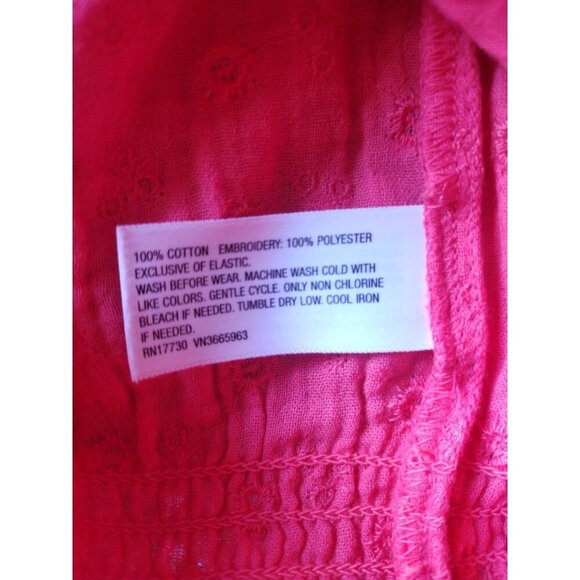 100% COTTON EMBROIDERY: 100% POLYESTER
EXCLUSIVE OF ELASTIC.
WASH BEFORE WEAR. MACHINE WASH COLD WITH
LIKE COLORS. GENTLE CYCLE. ONLY NON CHLORINE
BLEACH IF NEEDED. TUMBLE DRY LOW. COOL IRON
IF NEEDED.
RN17730 VN3665963